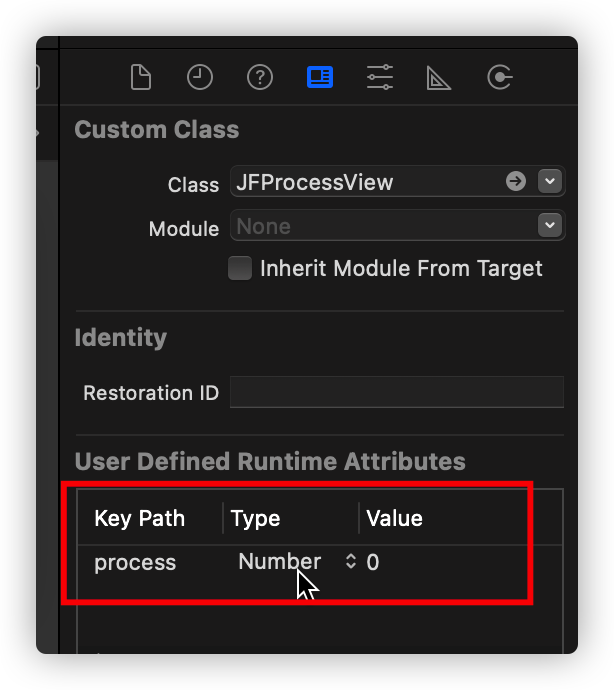 Custom Class
Class JFProcessView
Module None
Inherit Module From Target
Identity
Restoration ID
User Defined Runtime Attributes
Key Path Type Value
process Number 0